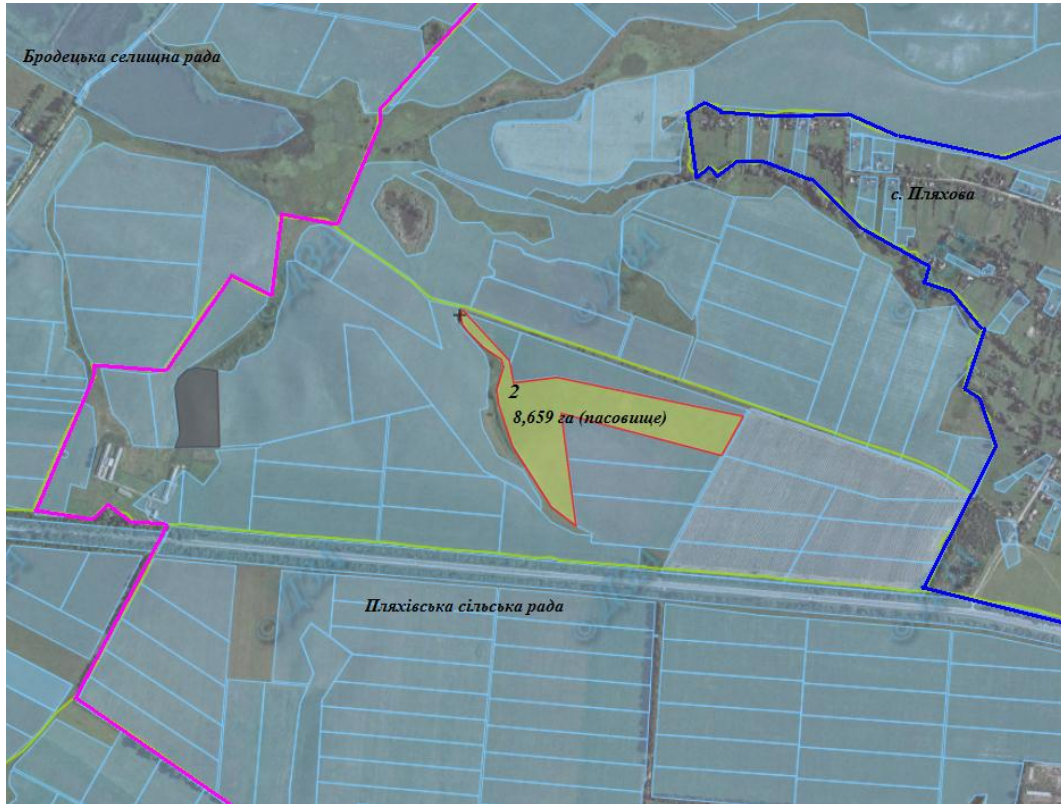 Бродецька селищна рада
с. Пляхова
2
8,659 га (пасовище)
Пляхівська сільська рада